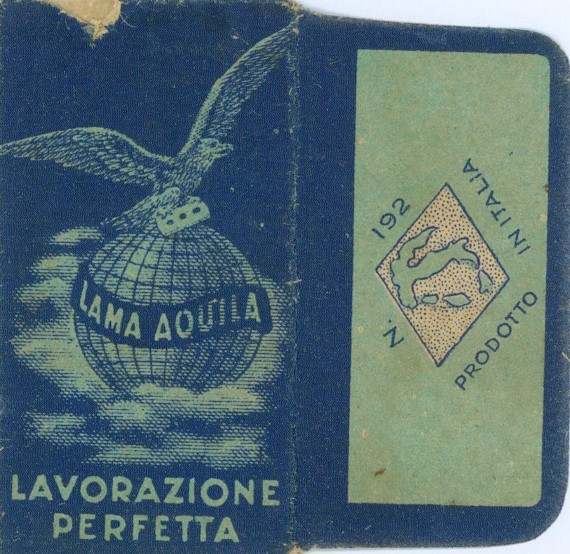 LAMA AQUILA
LAVORAZIONE
PERFETTA
N. 192
PRODOTTO IN ITALIA